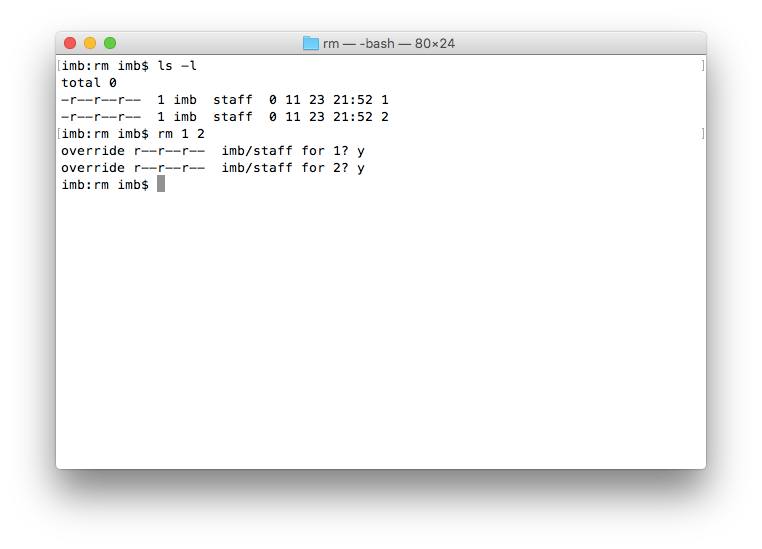 rm — -bash — 80×24
[imb:rm imb$ ls -l ]
total 0
-r--r--r--  1 imb  staff  0 11 23 21:52 1
-r--r--r--  1 imb  staff  0 11 23 21:52 2
[imb:rm imb$ rm 1 2 ]
override r--r--r--  imb/staff for 1? y
override r--r--r--  imb/staff for 2? y
imb:rm imb$